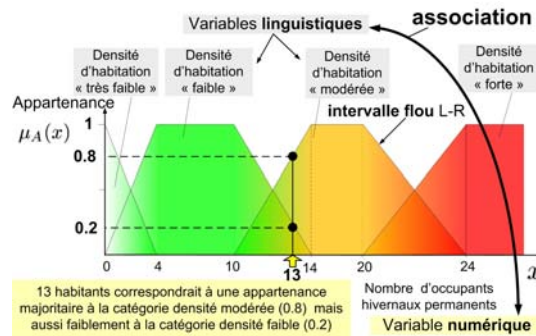 Variables linguistiques
association
Densité
d'habitation
« très faible »
Densité
d'habitation
« faible »
Densité
d'habitation
« modérée »
Densité
d'habitation
« forte »
Appartenance
μ_A(x)
intervalle flou L-R
1
0.8
0.2
0 4 10 13 14 20 24 x
13 habitants correspondrait à une appartenance
majoritaire à la catégorie densité modérée (0.8) mais
aussi faiblement à la catégorie densité faible (0.2)
Nombre d'occupants
hivernaux permanents
Variable numérique